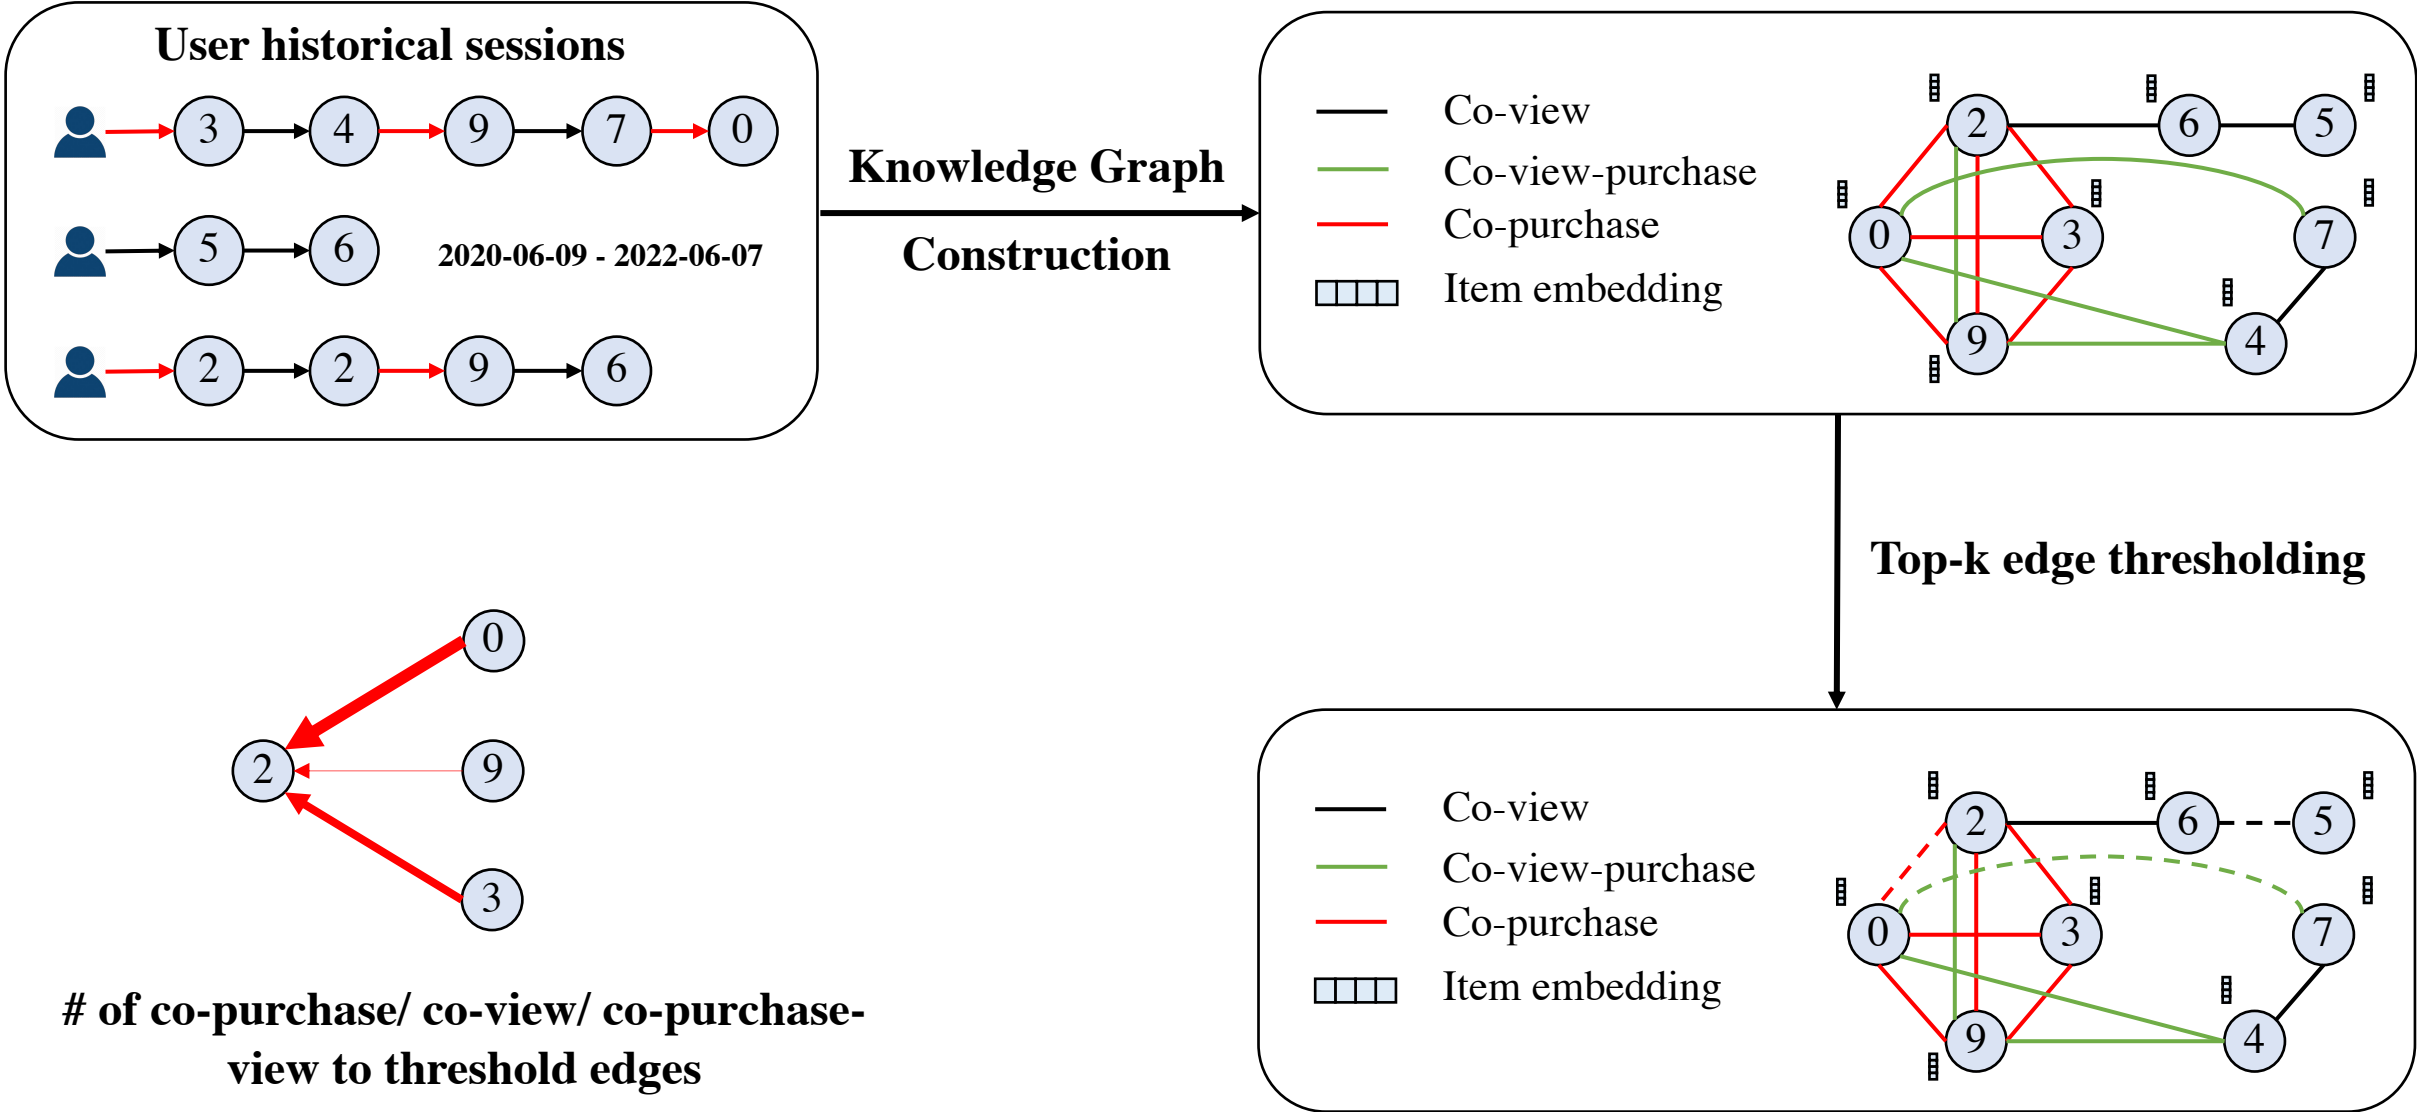 User historical sessions
3 4 9 7 0
5 6 2020-06-09 - 2022-06-07
2 2 9 6
Knowledge Graph
Construction
Co-view
Co-view-purchase
Co-purchase
Item embedding
2 6 5
0 3 7
9 4
Top-k edge thresholding
0
2 9
3
# of co-purchase/ co-view/ co-purchase-
view to threshold edges
Co-view
Co-view-purchase
Co-purchase
Item embedding
2 6 5
0 3 7
9 4